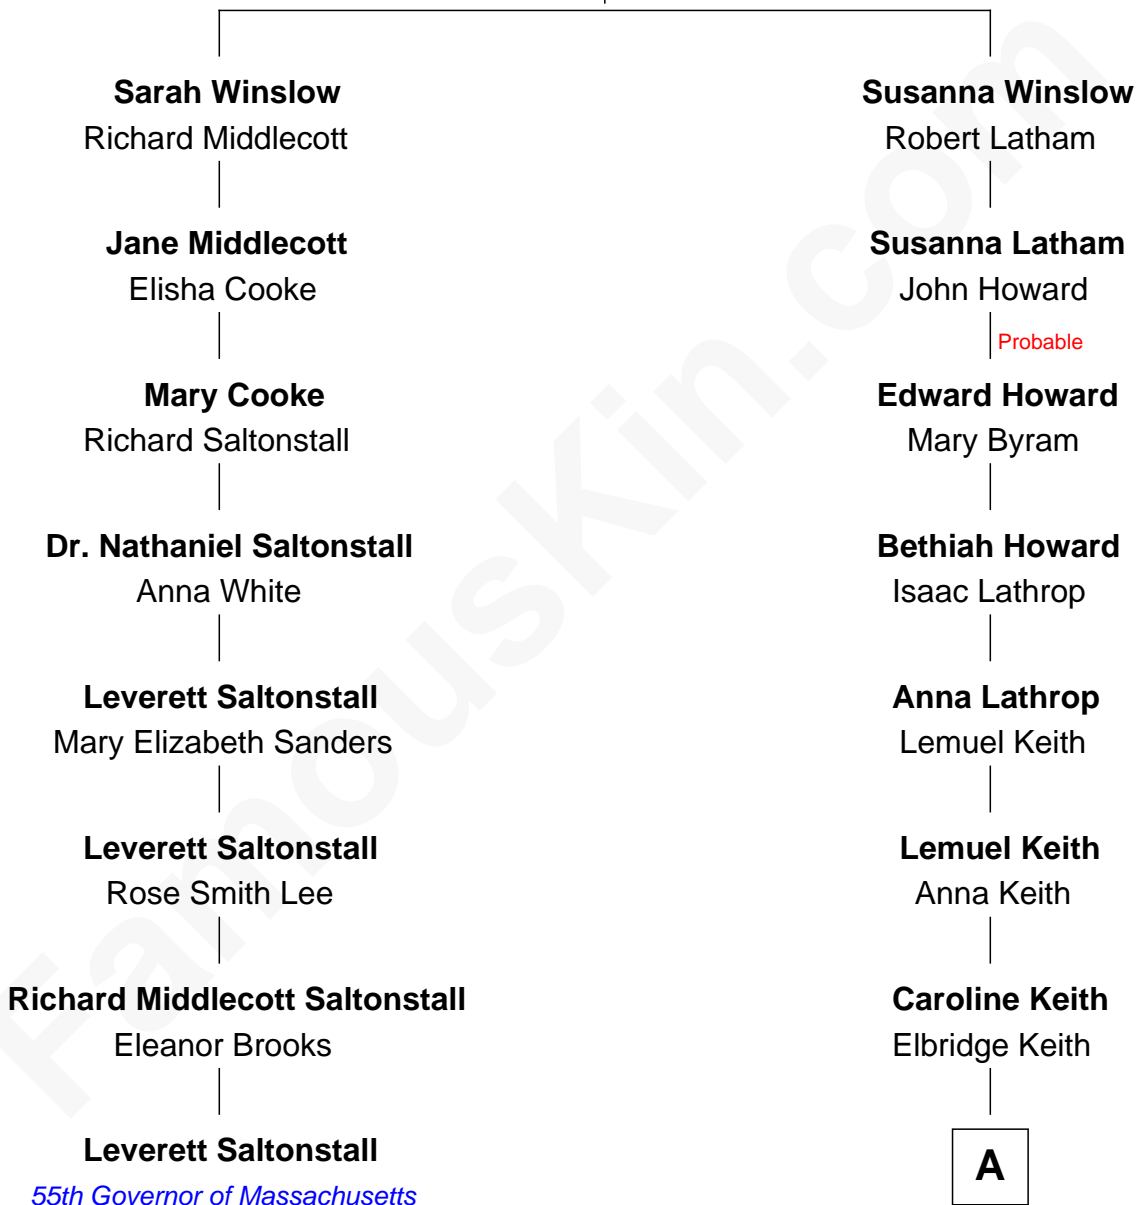 Sarah Winslow
Richard Middlecott
Jane Middlecott
Elisha Cooke
Mary Cooke
Richard Saltonstall
Dr. Nathaniel Saltonstall
Anna White
Leverett Saltonstall
Mary Elizabeth Sanders
Leverett Saltonstall
Rose Smith Lee
Richard Middlecott Saltonstall
Eleanor Brooks
Leverett Saltonstall
55th Governor of Massachusetts
Susanna Winslow
Robert Latham
Susanna Latham
John Howard
Probable
Edward Howard
Mary Byram
Bethiah Howard
Isaac Lathrop
Anna Lathrop
Lemuel Keith
Lemuel Keith
Anna Keith
Caroline Keith
Elbridge Keith
A
FamousKin.com